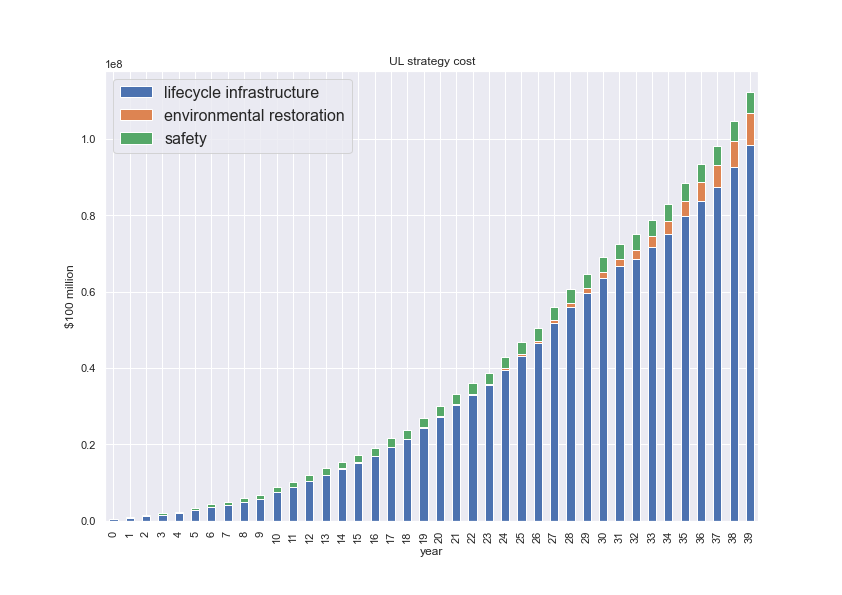 UL strategy cost
1e8
lifecycle infrastructure
environmental restoration
safety
1.0
0.8
0.6
0.4
0.2
0.0
$100 million
0 1 2 3 4 5 6 7 8 9 10 11 12 13 14 15 16 17 18 19 20 21 22 23 24 25 26 27 28 29 30 31 32 33 34 35 36 37 38 39
year